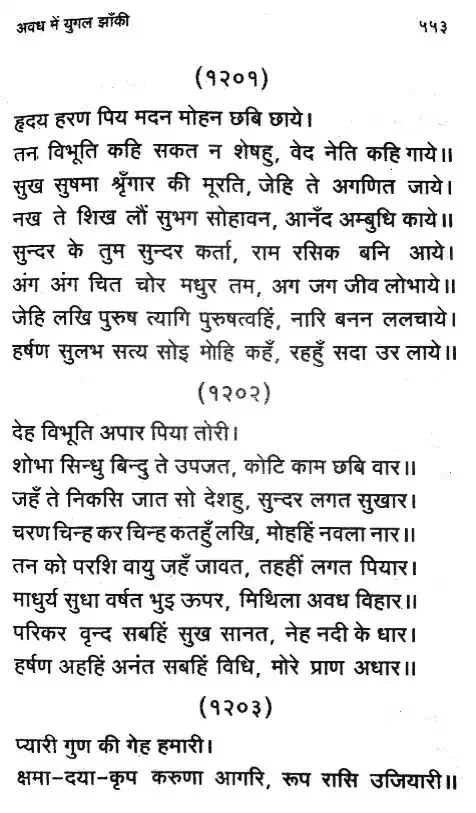 अवध में युगल झाँकी ५५३
(१२०१)
हृदय हरण पिय मदन मोहन छबि छाये।
तन विभूति कहि सकत न शेषहु, वेद नेति कहि गाये॥
सुख सुषमा श्रृँगार की मूरति, जेहि ते अगणित जाये।
नख ते शिख लौं सुभग सोहावन, आनँद अम्बुधि काये॥
सुन्दर के तुम सुन्दर कर्ता, राम रसिक बनि आये।
अंग अंग चित चोर मधुर तम, अग जग जीव लोभाये॥
जेहि लखि पुरुष त्यागि पुरुषत्वहिं, नारि बनन ललचाये।
हर्षण सुलभ सत्य सोइ मोहि कहँ, रहहुँ सदा उर लाये॥
(१२०२)
देह विभूति अपार पिया तोरी।
शोभा सिन्धु बिन्दु ते उपजत, कोटि काम छबि वार॥
जहँ ते निकसि जात सो देशहु, सुन्दर लगत सुखार।
चरण चिन्ह कर चिन्ह कतहुँ लखि, मोहहिं नवला नार॥
तन को परशि वायु जहँ जावत, तहहीं लगत पियार।
माधुर्य सुधा वर्षत भुइ ऊपर, मिथिला अवध विहार॥
परिकर वृन्द सबहिं सुख सानत, नेह नदी के धार।
हर्षण अहहिं अनंत सबहिं विधि, मोरे प्राण अधार॥
(१२०३)
प्यारी गुण की गेह हमारी।
क्षमा-दया-कृप करुणा आगरि, रूप रासि उजियारी॥